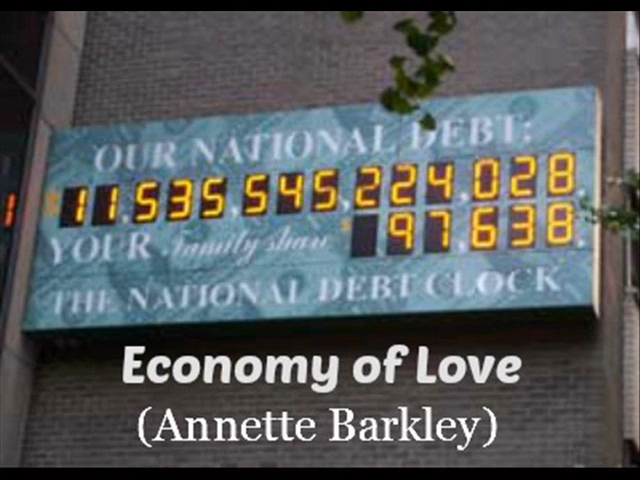 OUR NATIONAL DEBT:
$11,535,545,224,028.
YOUR family share $97,638.
THE NATIONAL DEBT CLOCK
Economy of Love
(Annette Barkley)